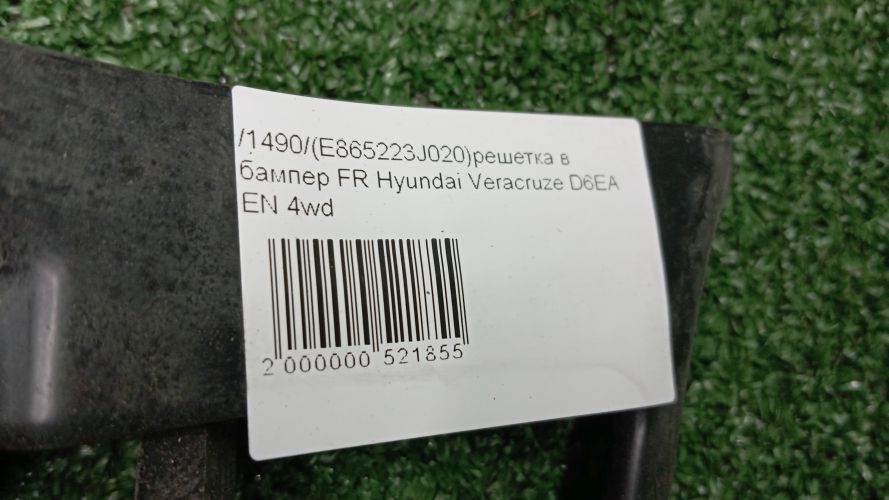 /1490/(E865223J020)решетка в
бампер FR Hyundai Veracruze D6EA
EN 4wd
2 000000 521855